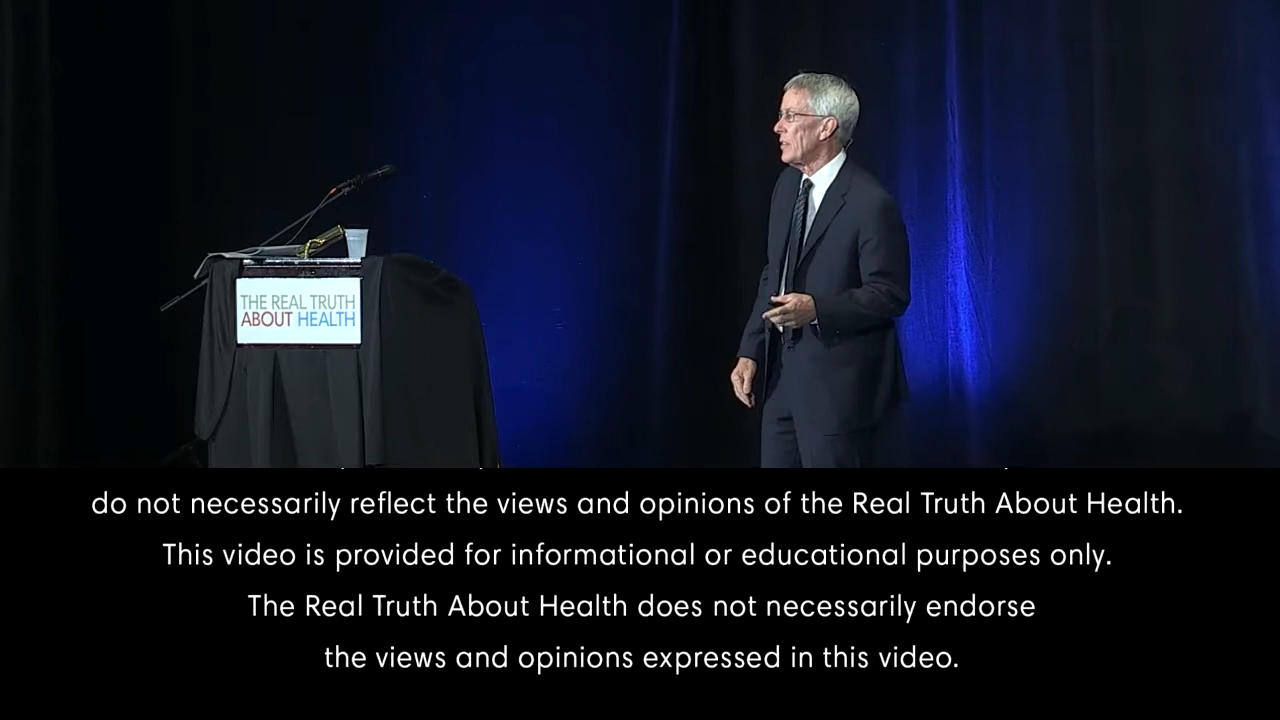 THE REAL TRUTH
ABOUT HEALTH
do not necessarily reflect the views and opinions of the Real Truth About Health.
This video is provided for informational or educational purposes only.
The Real Truth About Health does not necessarily endorse
the views and opinions expressed in this video.